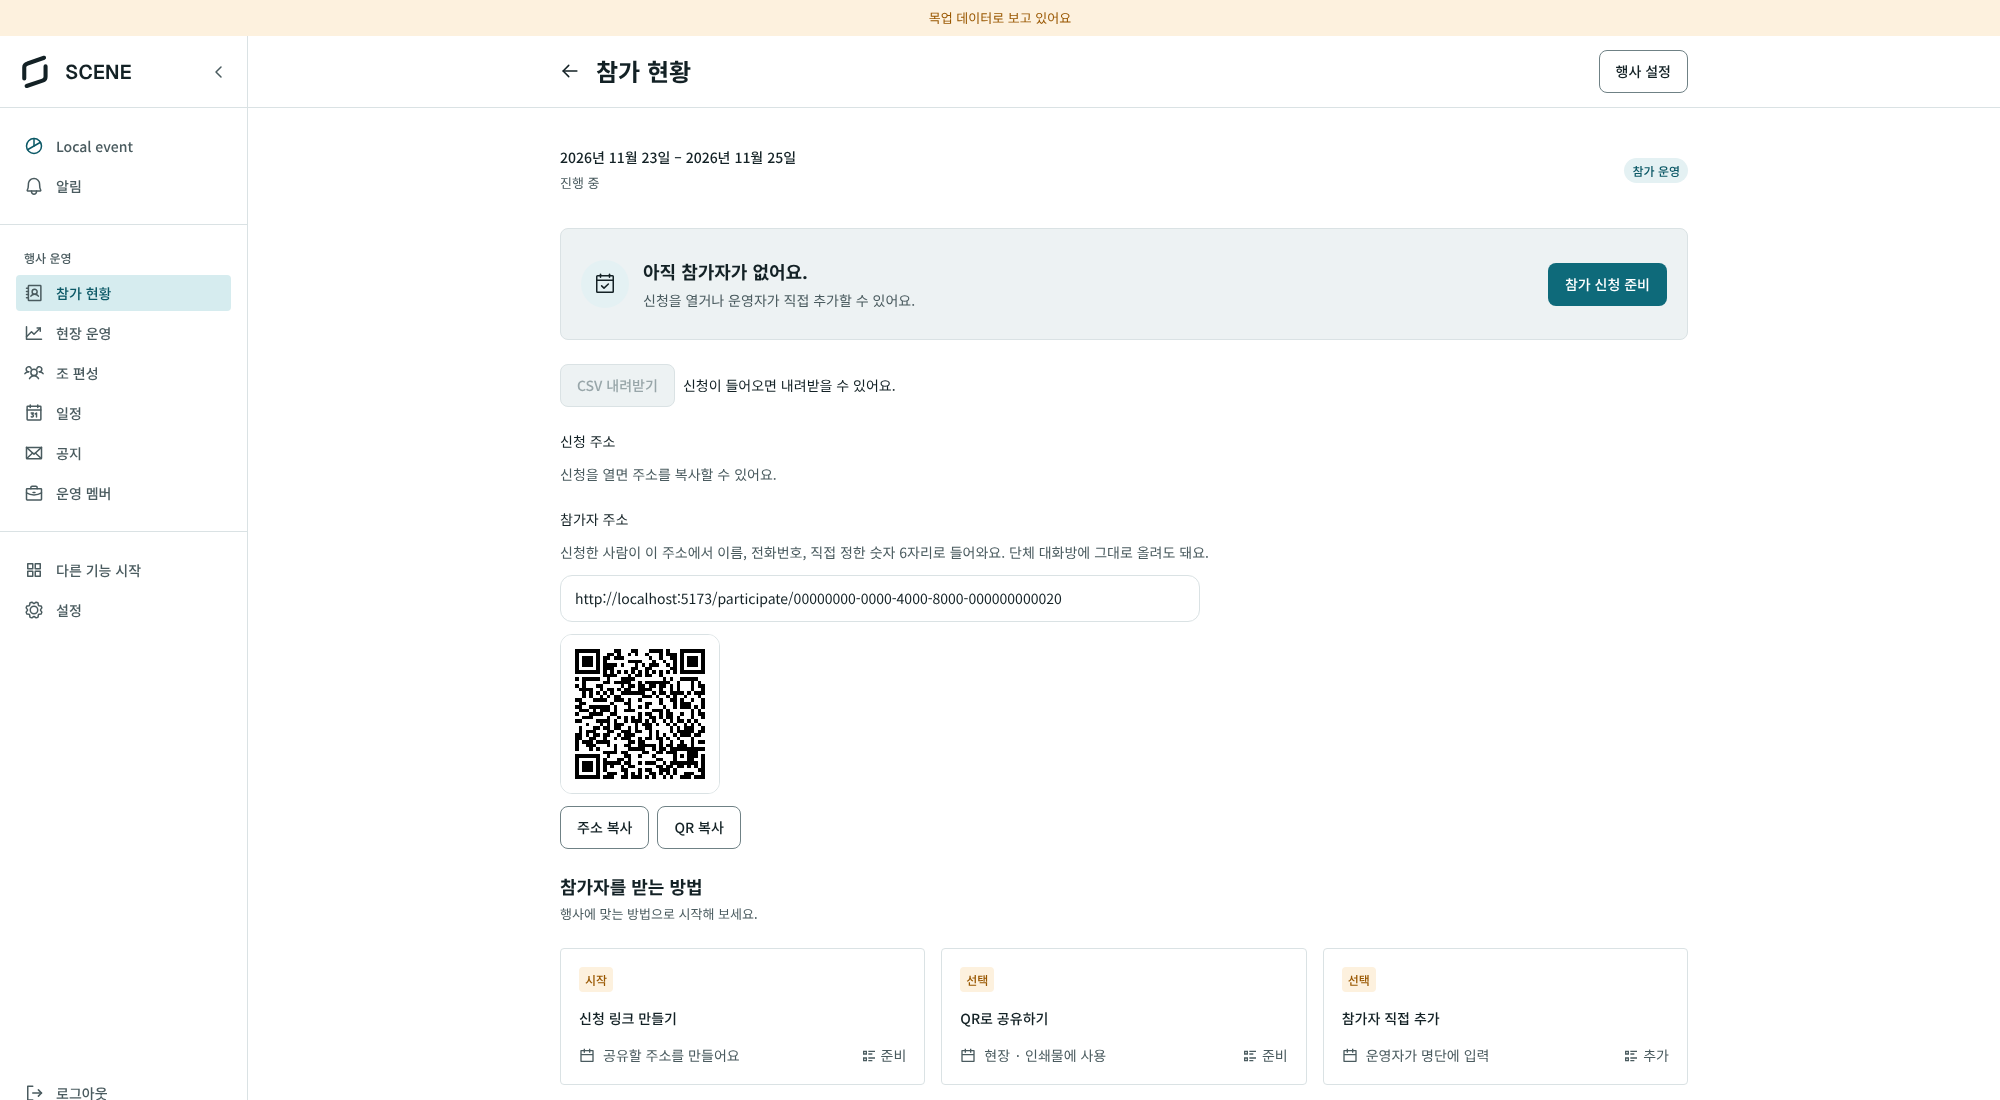 목업 데이터로 보고 있어요
SCENE
참가 현황
행사 설정
Local event
알림
행사 운영
참가 현황
현장 운영
조 편성
일정
공지
운영 멤버
다른 기능 시작
설정
로그아웃
2026년 11월 23일 – 2026년 11월 25일
진행 중
참가 운영
아직 참가자가 없어요.
신청을 열거나 운영자가 직접 추가할 수 있어요.
참가 신청 준비
CSV 내려받기
신청이 들어오면 내려받을 수 있어요.
신청 주소
신청을 열면 주소를 복사할 수 있어요.
참가자 주소
신청한 사람이 이 주소에서 이름, 전화번호, 직접 정한 숫자 6자리로 들어와요. 단체 대화방에 그대로 올려도 돼요.
http://localhost:5173/participate/00000000-0000-4000-8000-000000000020
주소 복사
QR 복사
참가자를 받는 방법
행사에 맞는 방법으로 시작해 보세요.
시작
신청 링크 만들기
공유할 주소를 만들어요
준비
선택
QR로 공유하기
현장 · 인쇄물에 사용
준비
선택
참가자 직접 추가
운영자가 명단에 입력
추가